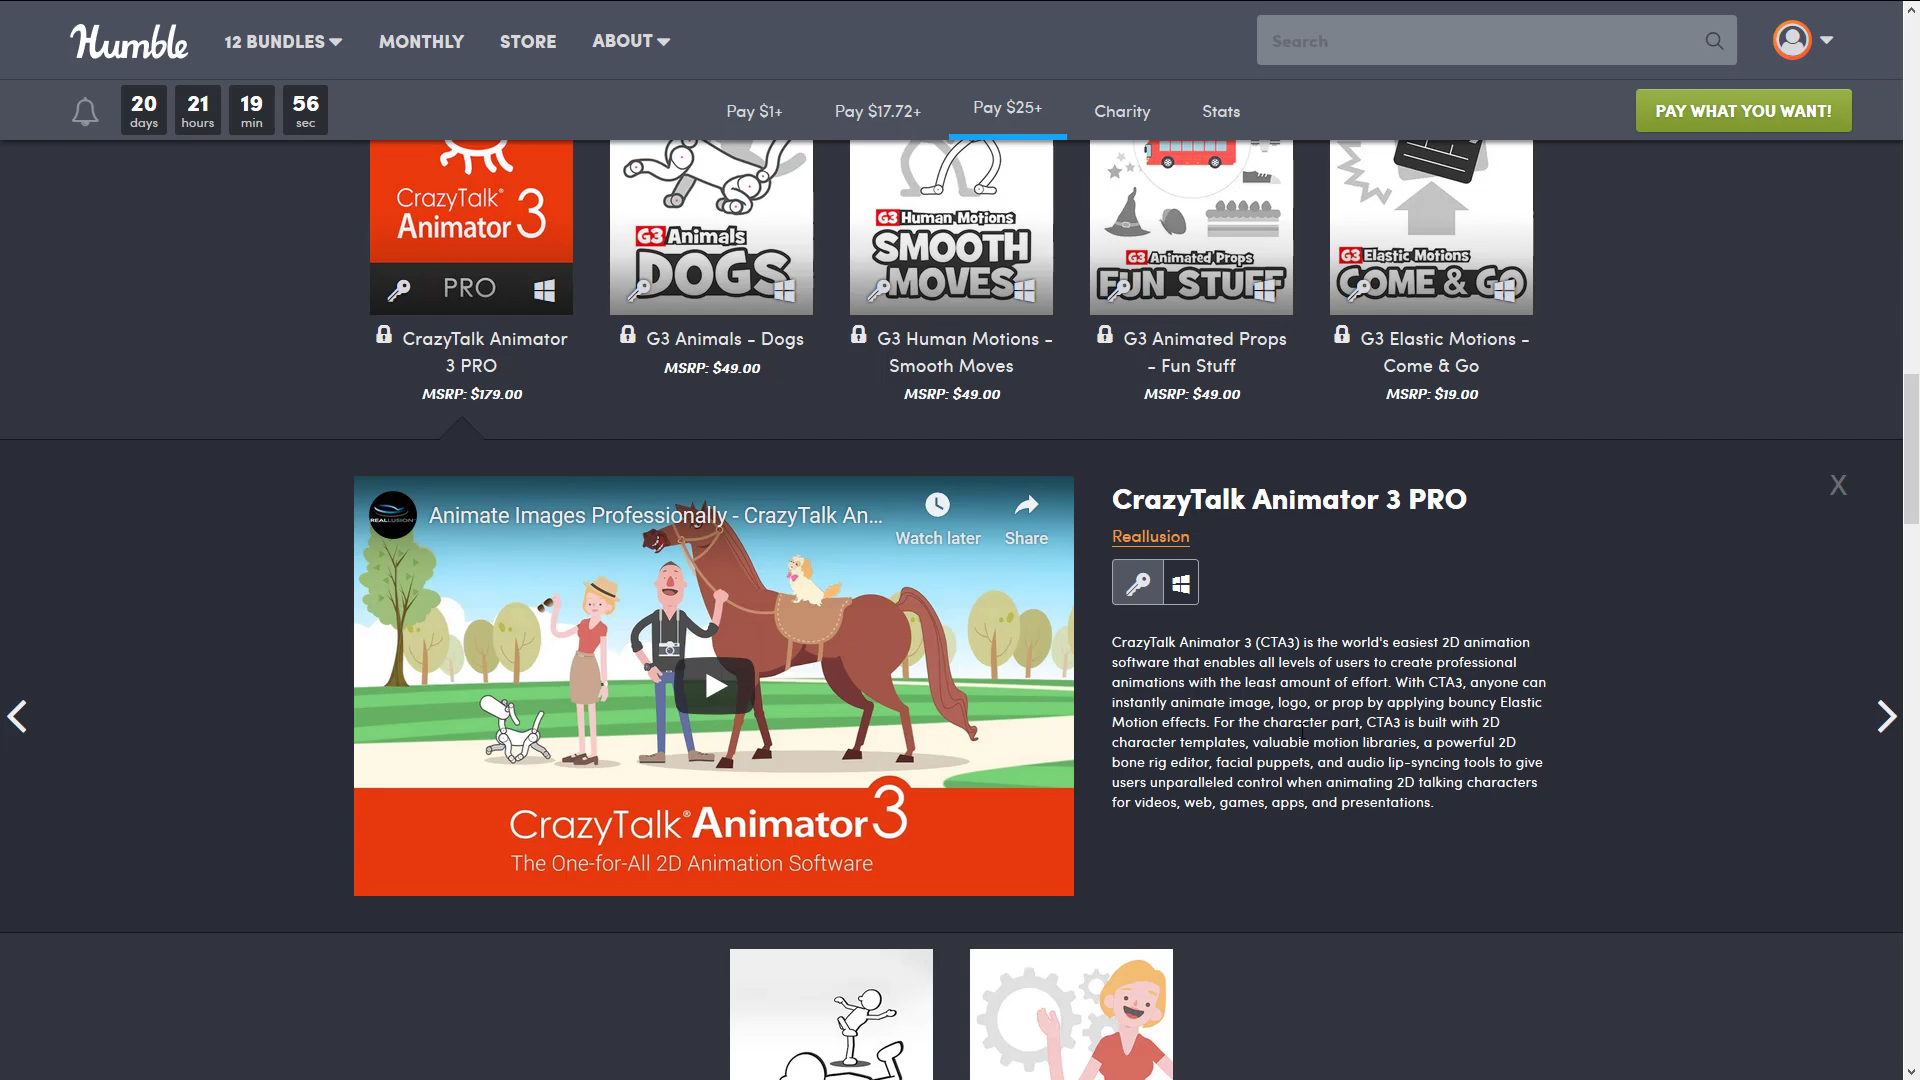 Humble
12 BUNDLES
MONTHLY
STORE
ABOUT
Search
20
days
21
hours
19
min
56
sec
Pay $1+
Pay $17.72+
Pay $25+
Charity
Stats
PAY WHAT YOU WANT!
CrazyTalk®
Animator 3
PRO
G3 Animals
DOGS
G3 Human Motions
SMOOTH
MOVES
G3 Animated Props
FUN STUFF
G3 Elastic Motions
COME & GO
CrazyTalk Animator
3 PRO
MSRP: $179.00
G3 Animals - Dogs
MSRP: $49.00
G3 Human Motions -
Smooth Moves
MSRP: $49.00
G3 Animated Props
- Fun Stuff
MSRP: $49.00
G3 Elastic Motions -
Come & Go
MSRP: $19.00
REALLUSION
Animate Images Professionally - CrazyTalk An...
Watch later
Share
CrazyTalk® Animator 3
The One-for-All 2D Animation Software
X
CrazyTalk Animator 3 PRO
Reallusion
CrazyTalk Animator 3 (CTA3) is the world's easiest 2D animation
software that enables all levels of users to create professional
animations with the least amount of effort. With CTA3, anyone can
instantly animate image, logo, or prop by applying bouncy Elastic
Motion effects. For the character part, CTA3 is built with 2D
character templates, valuable motion libraries, a powerful 2D
bone rig editor, facial puppets, and audio lip-syncing tools to give
users unparalleled control when animating 2D talking characters
for videos, web, games, apps, and presentations.